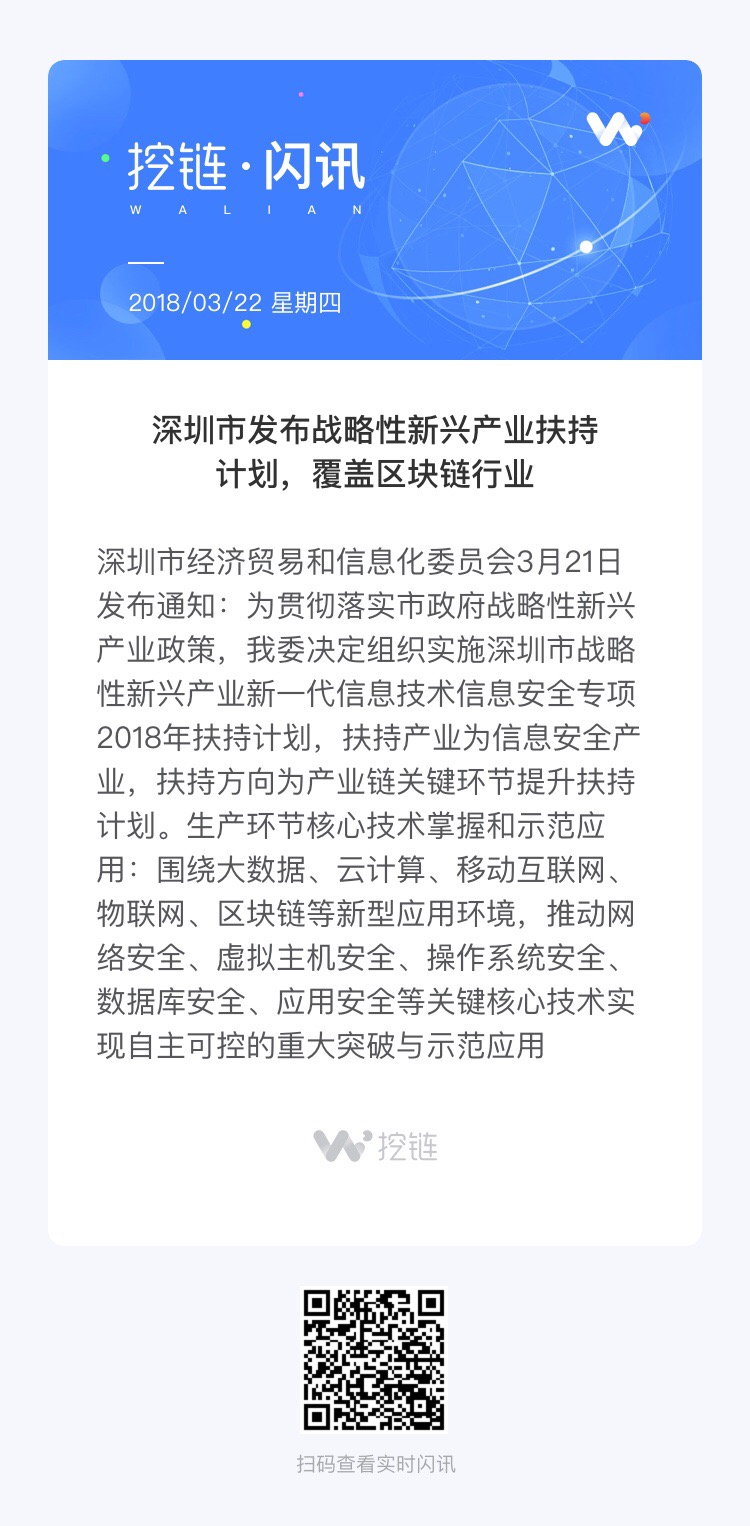 挖链·闪讯
WALIAN
2018/03/22 星期四
深圳市发布战略性新兴产业扶持
计划，覆盖区块链行业
深圳市经济贸易和信息化委员会3月21日
发布通知：为贯彻落实市政府战略性新兴
产业政策，我委决定组织实施深圳市战略
性新兴产业新一代信息技术信息安全专项
2018年扶持计划，扶持产业为信息安全产
业，扶持方向为产业链关键环节提升扶持
计划。生产环节核心技术掌握和示范应
用：围绕大数据、云计算、移动互联网、
物联网、区块链等新型应用环境，推动网
络安全、虚拟主机安全、操作系统安全、
数据库安全、应用安全等关键核心技术实
现自主可控的重大突破与示范应用
挖链
扫码查看实时闪讯